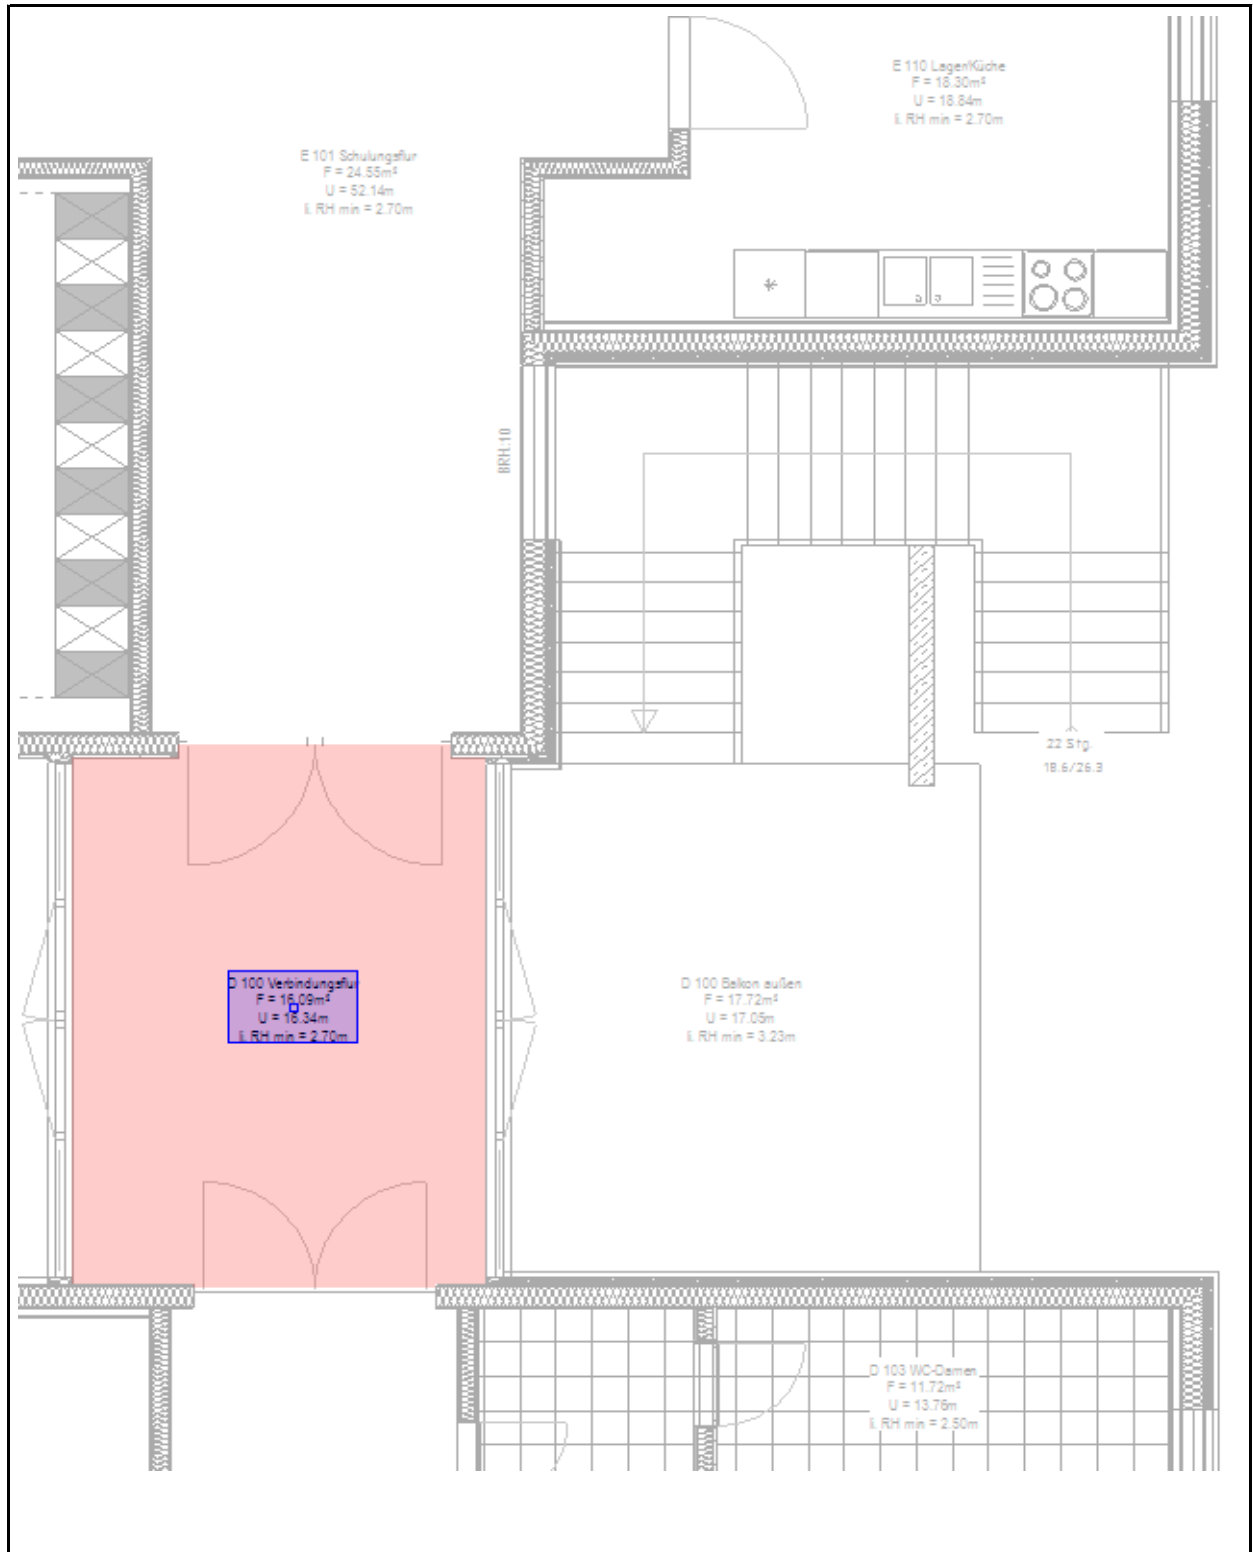 E 110 Lager/Küche
F = 18.30m²
U = 18.84m
li. RH min = 2.70m
E 101 Schulungsflur
F = 24.55m²
U = 52.14m
li. RH min = 2.70m
BRH.:10
22 Stg.
18.6/26.3
D 100 Verbindungsflur
F = 16.09m²
U = 16.34m
li. RH min = 2.70m
D 100 Balkon außen
F = 17.72m²
U = 17.05m
li. RH min = 3.23m
D 103 WC-Damen
F = 11.72m²
U = 13.76m
li. RH min = 2.50m